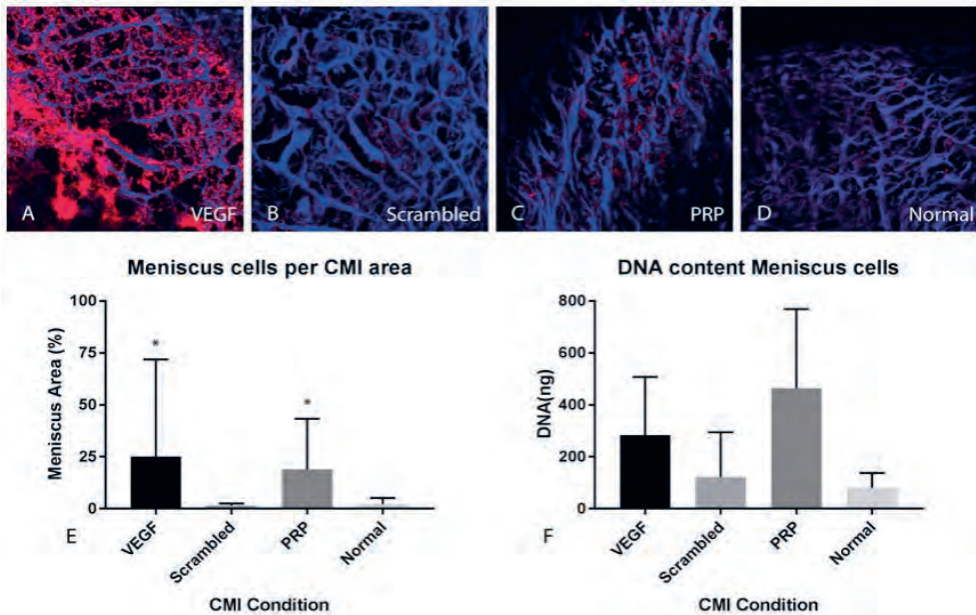 A VEGF
B Scrambled
C PRP
D Normal
Meniscus cells per CMI area
100
75
50
25
0
Meniscus Area (%)
*
*
VEGF
Scrambled
PRP
Normal
E
CMI Condition
DNA content Meniscus cells
800
600
400
200
0
DNA(ng)
VEGF
Scrambled
PRP
Normal
F
CMI Condition